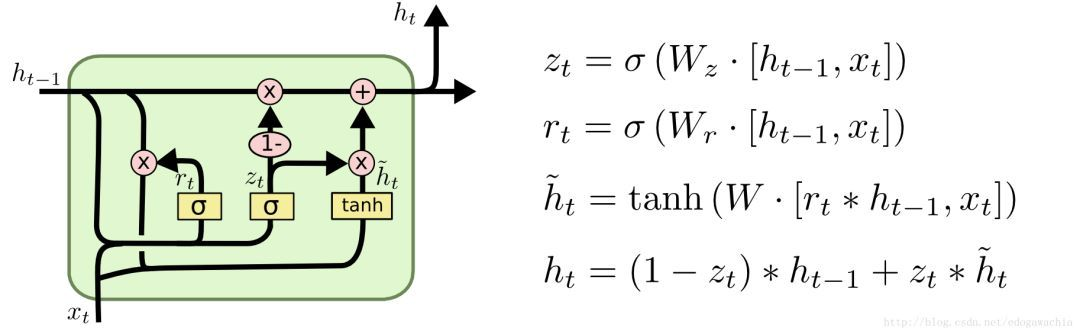 h_t
h_{t-1}
x + 
1-
x x
r_t z_t h̃_t
σ σ tanh
x_t
z_t = σ (W_z · [h_{t-1}, x_t])
r_t = σ (W_r · [h_{t-1}, x_t])
h̃_t = tanh (W · [r_t * h_{t-1}, x_t])
h_t = (1 − z_t) * h_{t-1} + z_t * h̃_t
http://blog.csdn.net/edogawachia